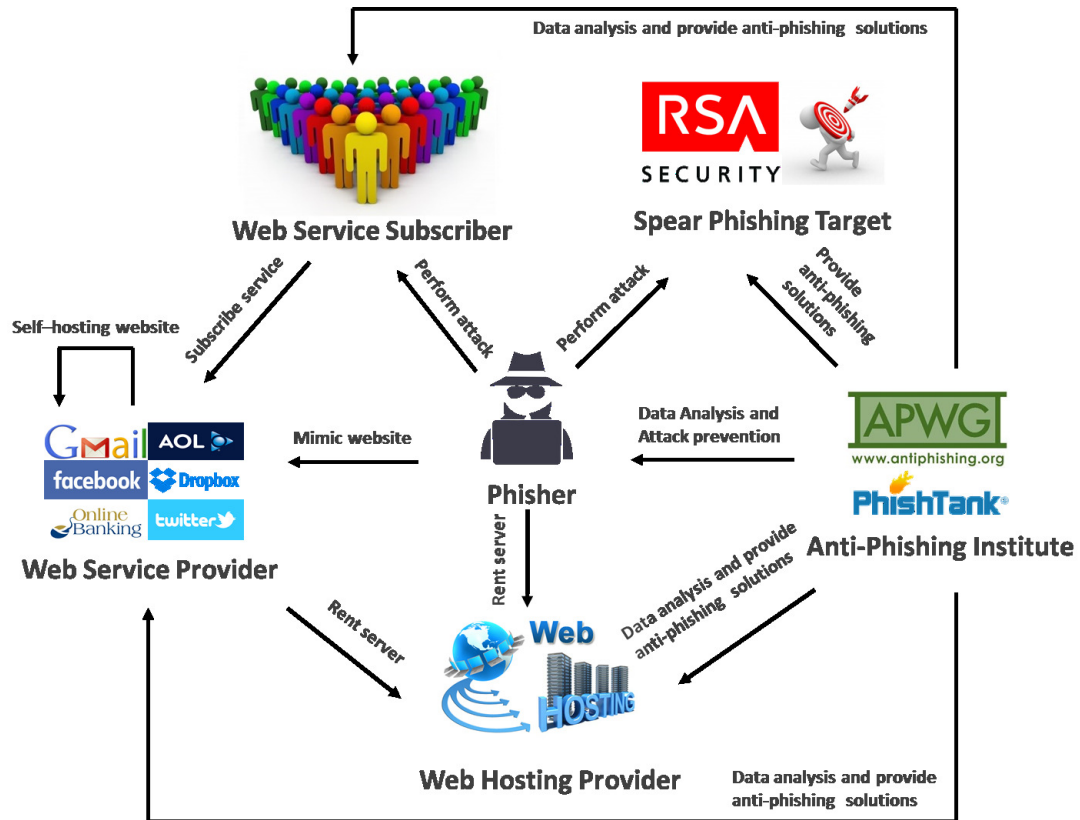 Data analysis and provide anti-phishing solutions
RSA
SECURITY
Web Service Subscriber
Spear Phishing Target
Subscribe service
Perform attack
Perform attack
Provide
anti-phishing
solutions
Self-hosting website
Gmail
AOL
facebook
Dropbox
Online
Banking
twitter
Web Service Provider
Mimic website
Phisher
Data Analysis and
Attack prevention
APWG
www.antiphishing.org
PhishTank®
Anti-Phishing Institute
Rent server
Rent server
Data analysis and provide
anti-phishing solutions
Web
HOSTING
Web Hosting Provider
Data analysis and provide
anti-phishing solutions